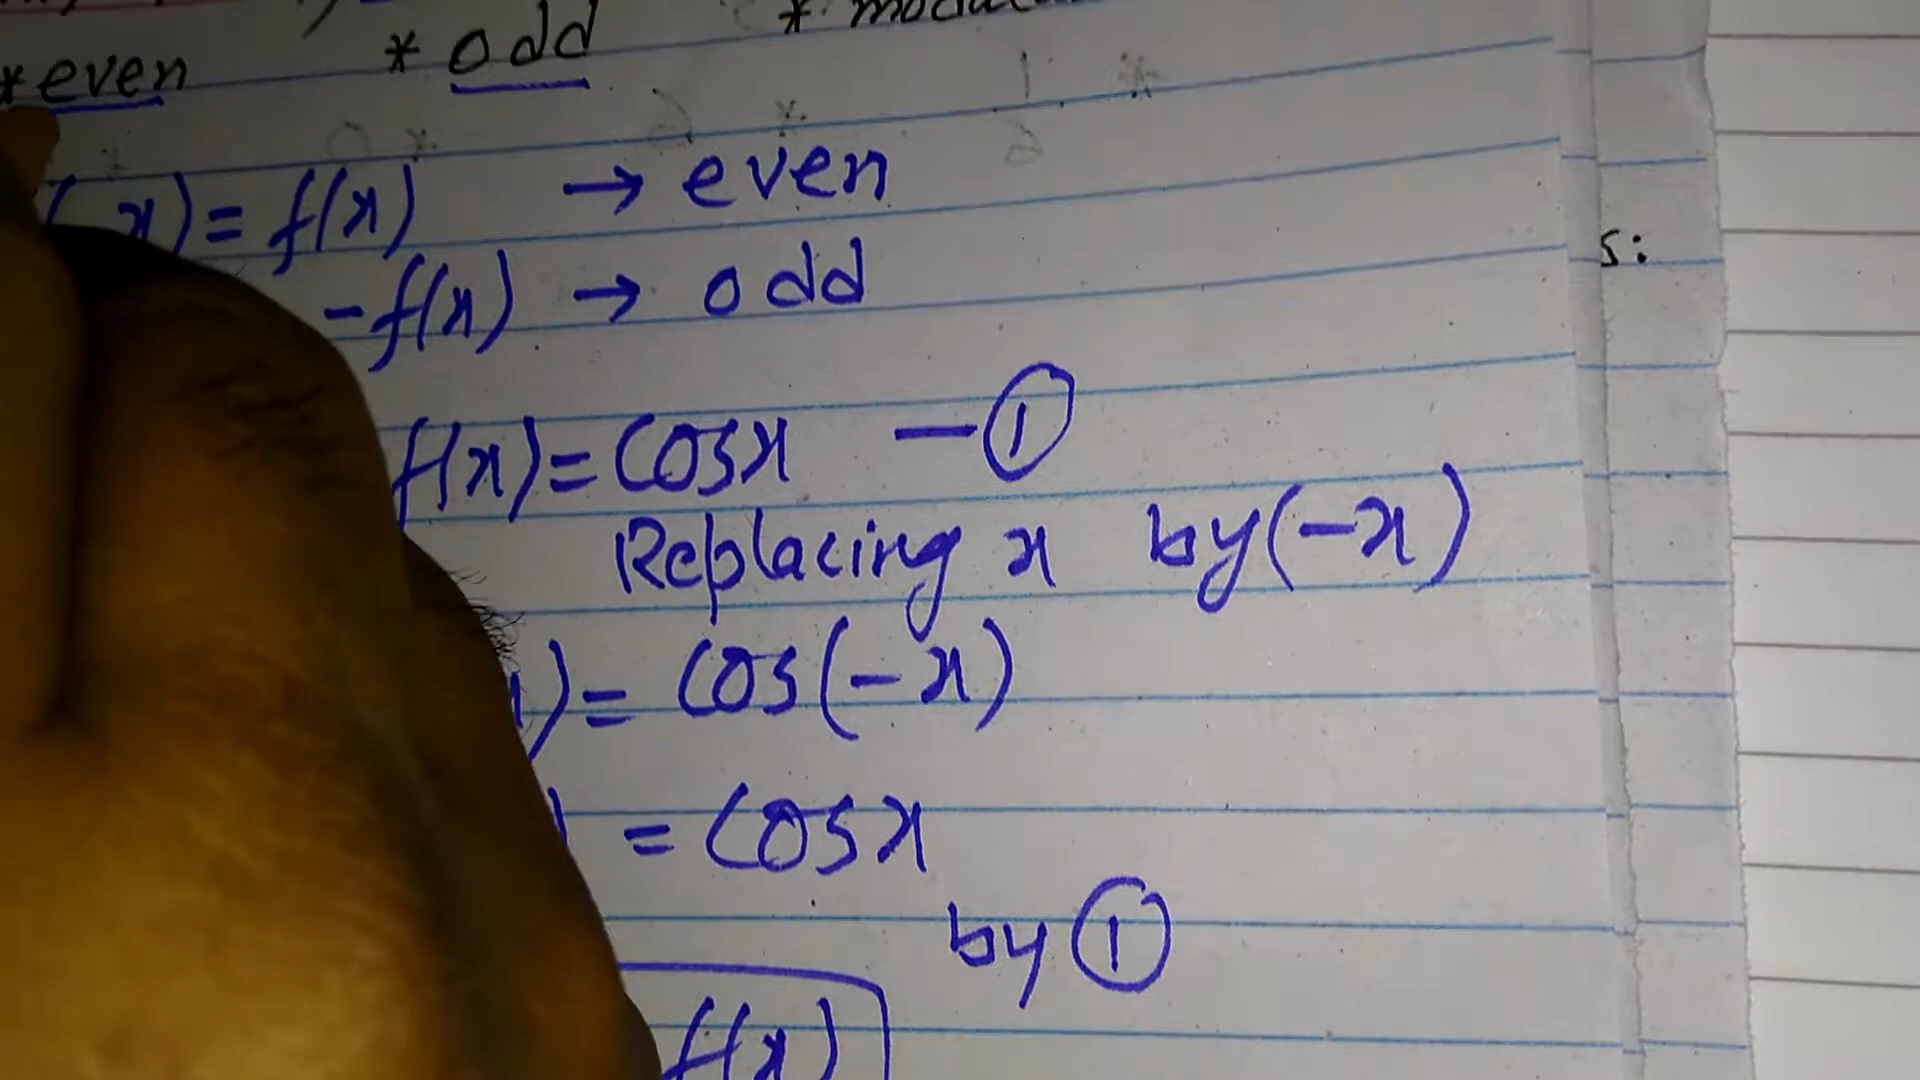 *even * odd *
(-x) = f(x) → even
-f(x) → odd
s:
f(x) = cosx — ①
Replacing x by (-x)
) = cos(-x)
) = cosx
by ①
f(x)